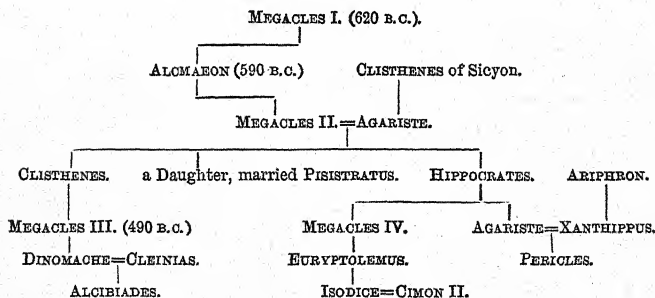 MEGACLES I. (620 B.C.).
ALCMAEON (590 B.C.) CLISTHENES of Sicyon.
MEGACLES II.=AGARISTE.
CLISTHENES. a Daughter, married PISISTRATUS. HIPPOCRATES. ARIPHRON.
MEGACLES III. (490 B.C.) MEGACLES IV. AGARISTE=XANTHIPPUS.
DINOMACHE=CLEINIAS. EURYPTOLEMUS. PERICLES.
ALCIBIADES. ISODICE=CIMON II.